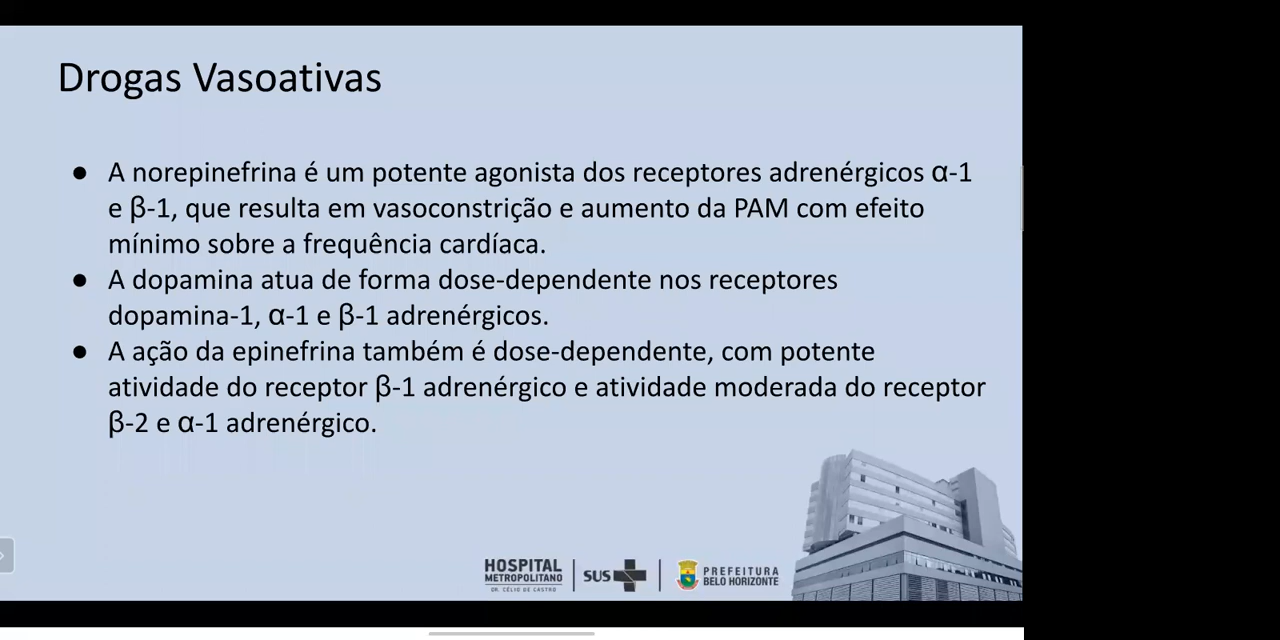 Drogas Vasoativas
● A norepinefrina é um potente agonista dos receptores adrenérgicos α-1
e β-1, que resulta em vasoconstrição e aumento da PAM com efeito
mínimo sobre a frequência cardíaca.
● A dopamina atua de forma dose-dependente nos receptores
dopamina-1, α-1 e β-1 adrenérgicos.
● A ação da epinefrina também é dose-dependente, com potente
atividade do receptor β-1 adrenérgico e atividade moderada do receptor
β-2 e α-1 adrenérgico.
HOSPITAL
METROPOLITANO
DR. CÉLIO DE CASTRO
SUS
PREFEITURA
BELO HORIZONTE